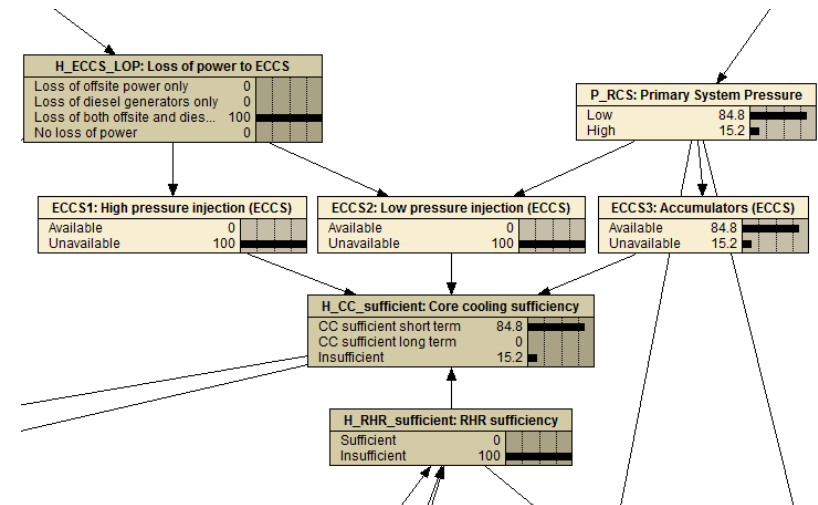 H_ECCS_LOP: Loss of power to ECCS
Loss of offsite power only 0
Loss of diesel generators only 0
Loss of both offsite and dies... 100
No loss of power 0
P_RCS: Primary System Pressure
Low 84.8
High 15.2
ECCS1: High pressure injection (ECCS)
Available 0
Unavailable 100
ECCS2: Low pressure injection (ECCS)
Available 0
Unavailable 100
ECCS3: Accumulators (ECCS)
Available 84.8
Unavailable 15.2
H_CC_sufficient: Core cooling sufficiency
CC sufficient short term 84.8
CC sufficient long term 0
Insufficient 15.2
H_RHR_sufficient: RHR sufficiency
Sufficient 0
Insufficient 100